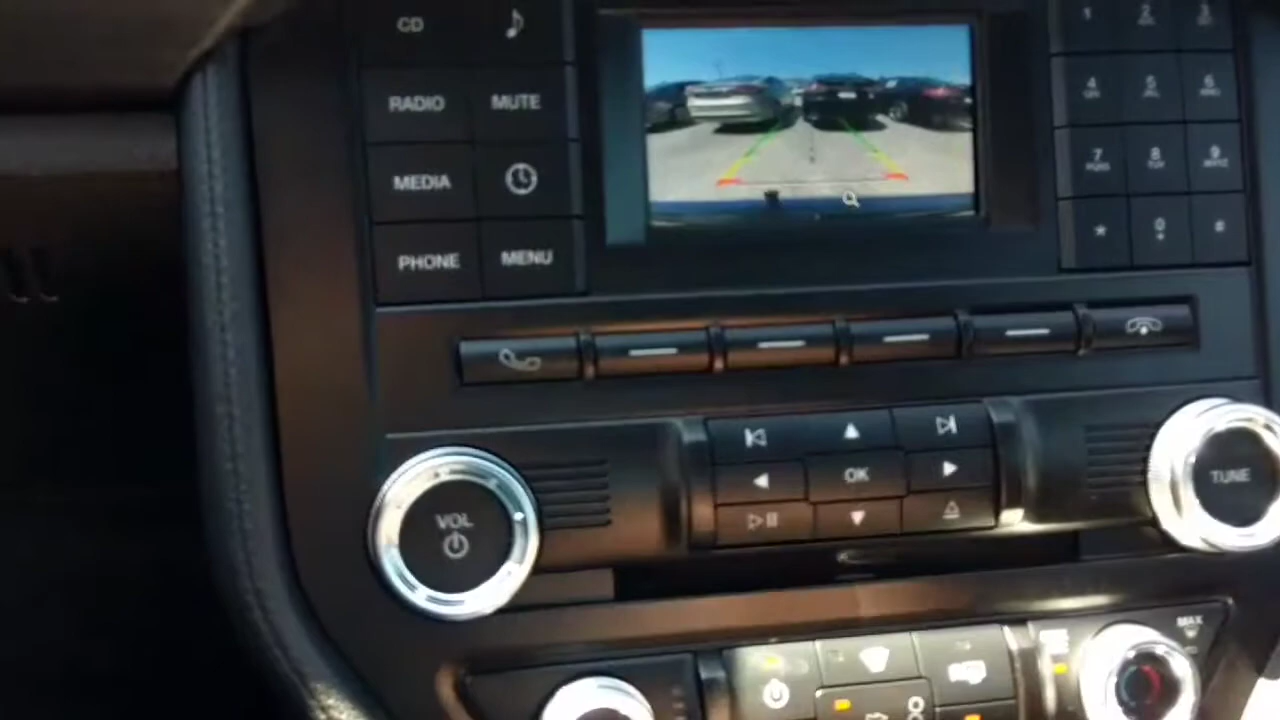 CD
RADIO MUTE
MEDIA
PHONE MENU
1 2 3
4 5 6
7 8 9
* 0 #
VOL
OK
TUNE
MAX